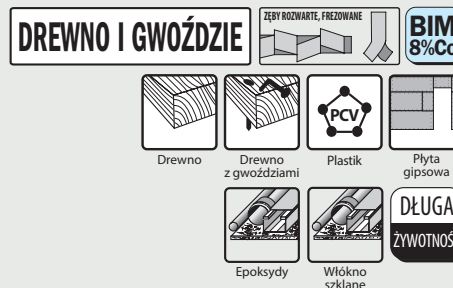 DREWNO I GWOŹDZIE
ZĘBY ROZWARTE, FREZOWANE
BIM
8%Co
PCV
Drewno
Drewno
z gwoździami
Plastik
Płyta
gipsowa
DŁUGA
ŻYWOTNOŚ
Epoksydy
Włókno
szklane